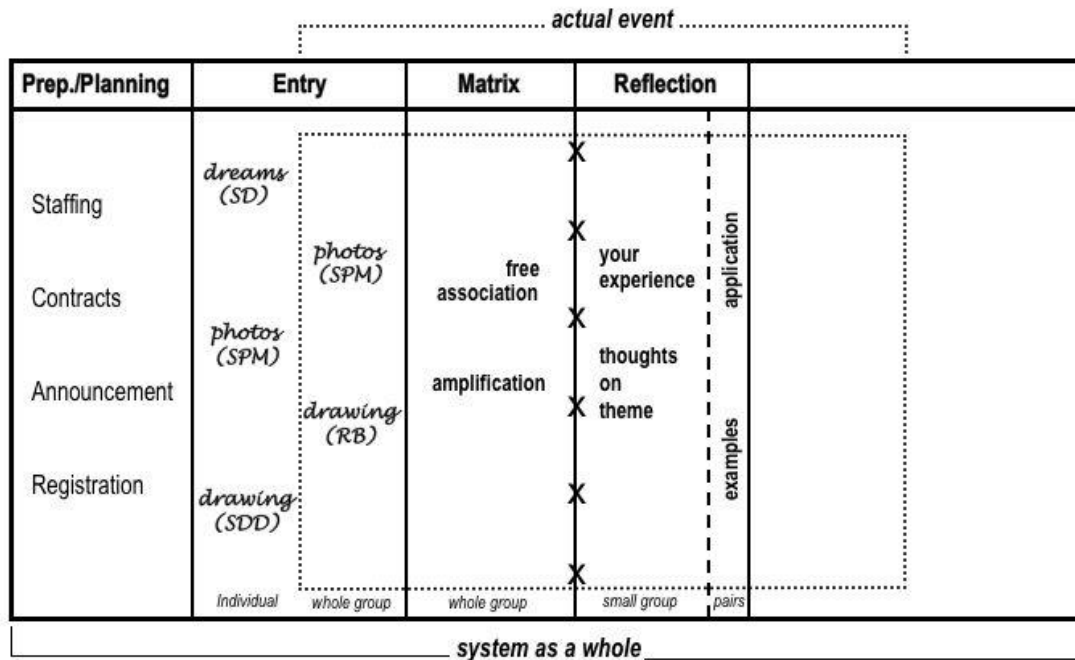 actual event
Prep./Planning
Entry
Matrix
Reflection
Staffing
Contracts
Announcement
Registration
dreams
(SD)
photos
(SPM)
drawing
(SDD)
photos
(SPM)
drawing
(RB)
free
association
amplification
X
X
X
X
X
X
your
experience
thoughts
on
theme
application
examples
Individual
whole group
whole group
small group
pairs
system as a whole